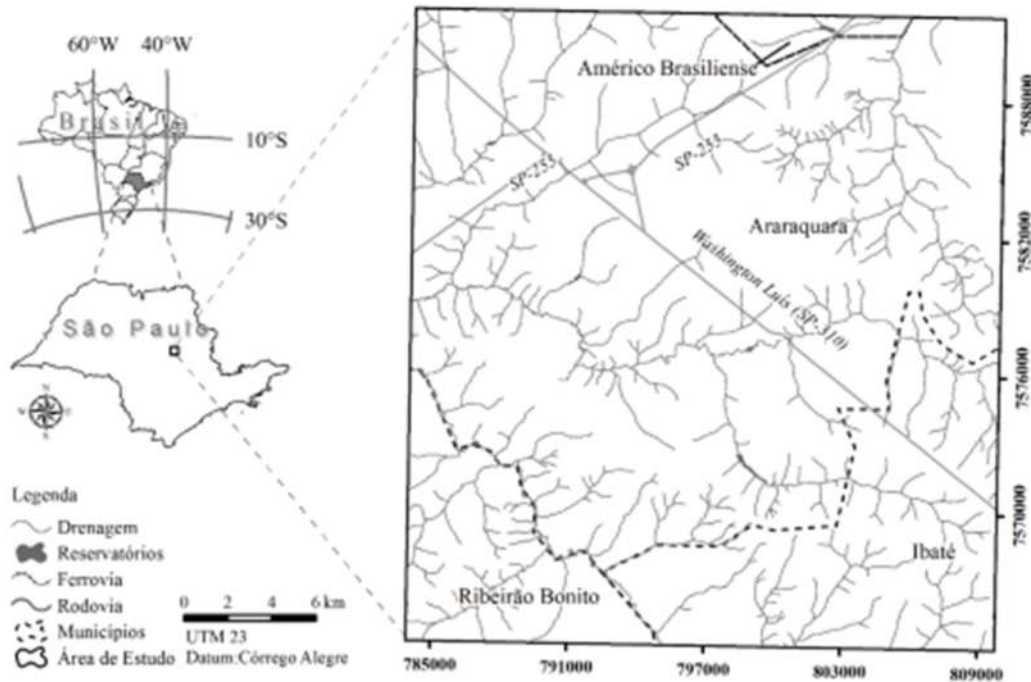 60°W 40°W
Brasil
10°S
30°S
São Paulo
N
Legenda
Drenagem
Reservatórios
Ferrovia
Rodovia
Municípios
Área de Estudo
0 2 4 6 km
UTM 23
Datum:Córrego Alegre
Américo Brasiliense
SP-255
SP-255
Araraquara
Washington Luis (SP-310)
Ibaté
Ribeirão Bonito
7588000
7582000
7576000
7570000
785000 791000 797000 803000 809000